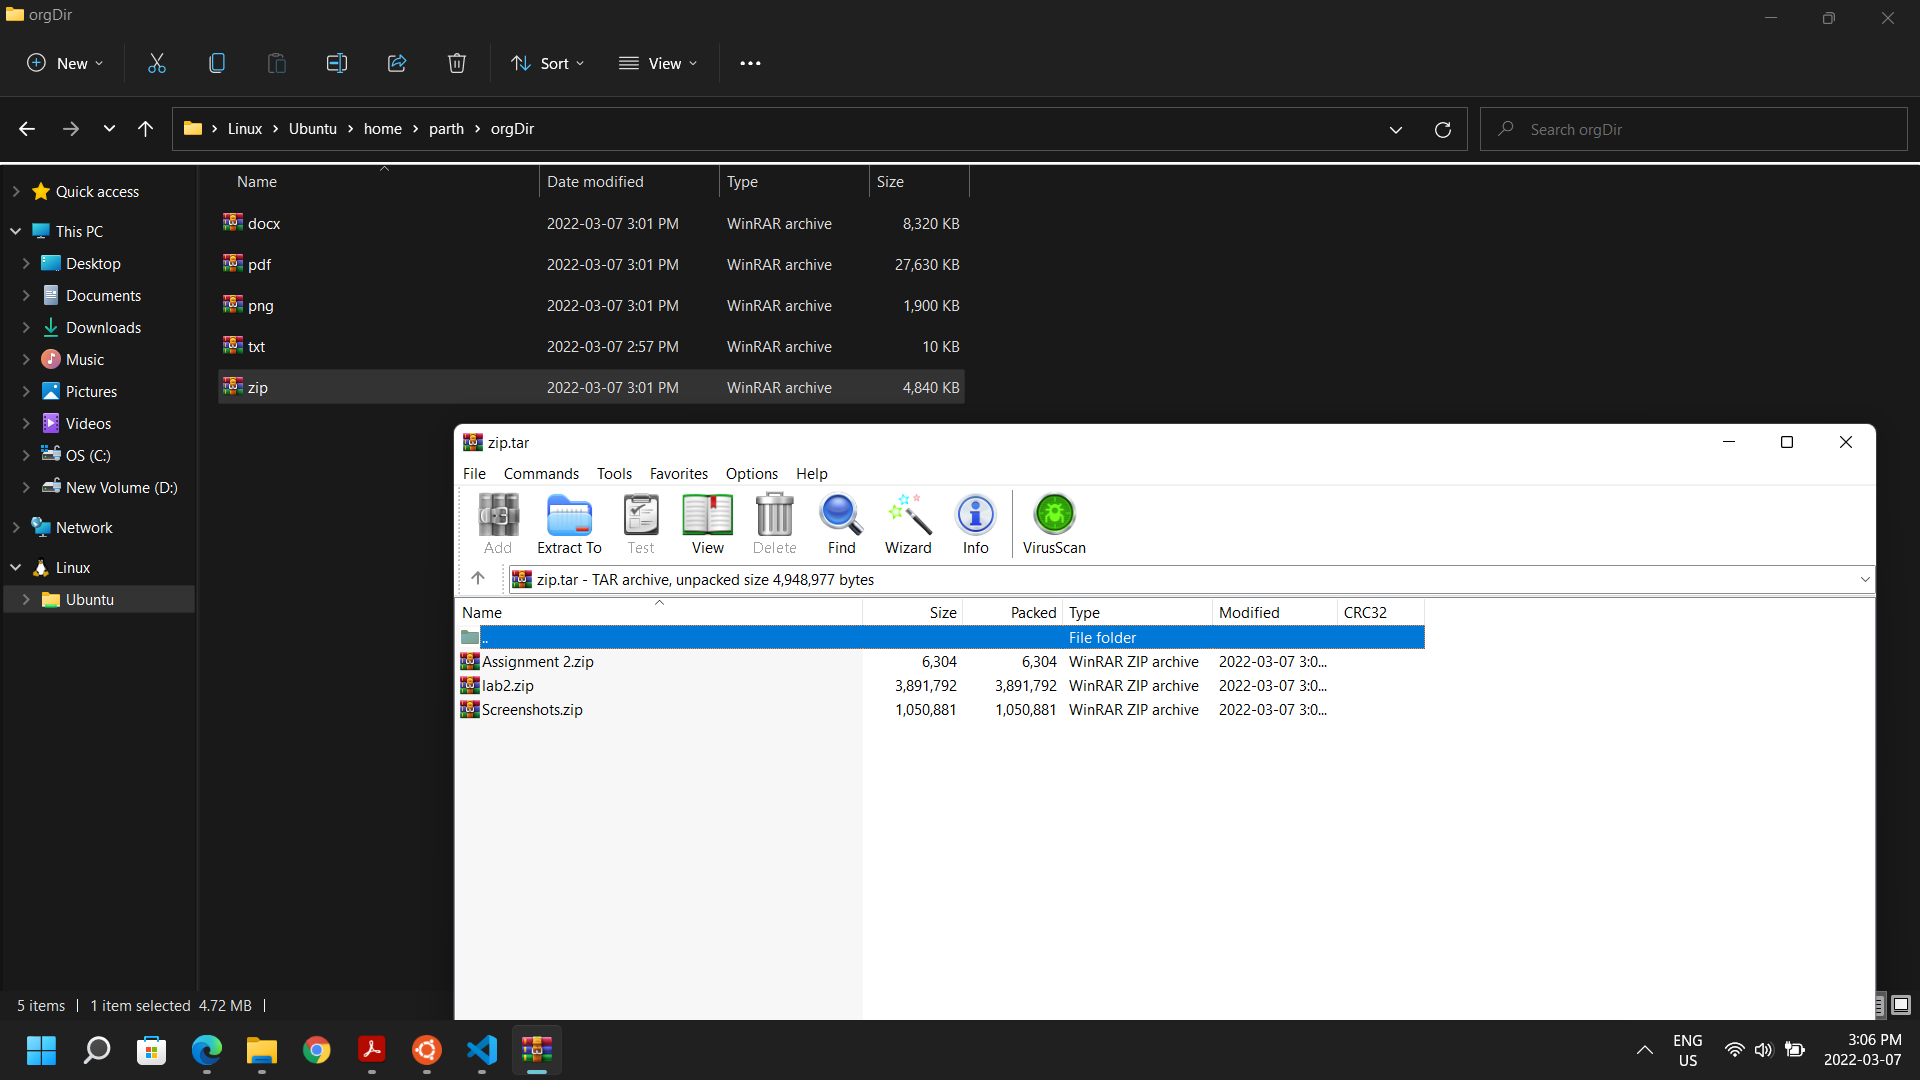 orgDir
New Sort View
Linux Ubuntu home parth orgDir Search orgDir
Quick access
This PC
Desktop
Documents
Downloads
Music
Pictures
Videos
OS (C:)
New Volume (D:)
Network
Linux
Ubuntu
Name Date modified Type Size
docx 2022-03-07 3:01 PM WinRAR archive 8,320 KB
pdf 2022-03-07 3:01 PM WinRAR archive 27,630 KB
png 2022-03-07 3:01 PM WinRAR archive 1,900 KB
txt 2022-03-07 2:57 PM WinRAR archive 10 KB
zip 2022-03-07 3:01 PM WinRAR archive 4,840 KB
zip.tar
File Commands Tools Favorites Options Help
Add Extract To Test View Delete Find Wizard Info VirusScan
zip.tar - TAR archive, unpacked size 4,948,977 bytes
Name Size Packed Type Modified CRC32
.. File folder
Assignment 2.zip 6,304 6,304 WinRAR ZIP archive 2022-03-07 3:0...
lab2.zip 3,891,792 3,891,792 WinRAR ZIP archive 2022-03-07 3:0...
Screenshots.zip 1,050,881 1,050,881 WinRAR ZIP archive 2022-03-07 3:0...
5 items 1 item selected 4.72 MB
ENG
US
3:06 PM
2022-03-07